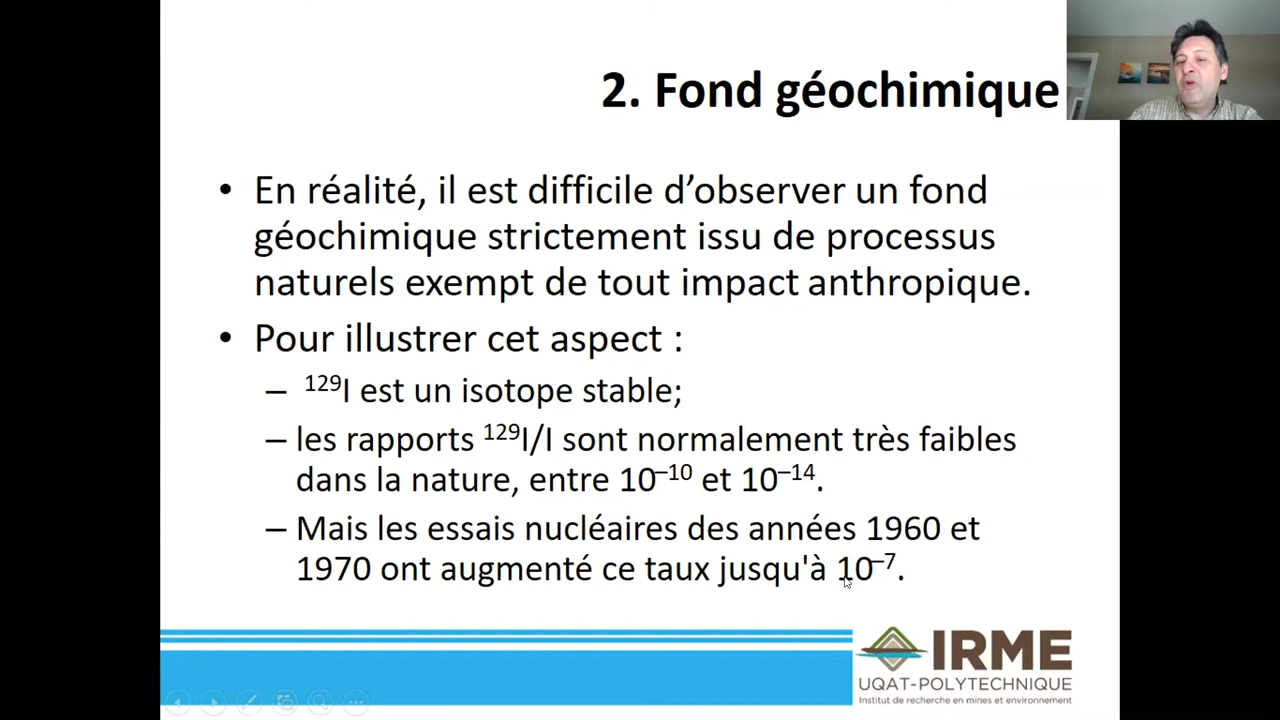 2. Fond géochimique
• En réalité, il est difficile d’observer un fond
géochimique strictement issu de processus
naturels exempt de tout impact anthropique.
• Pour illustrer cet aspect :
– ¹²⁹I est un isotope stable;
– les rapports ¹²⁹I/I sont normalement très faibles
dans la nature, entre 10⁻¹⁰ et 10⁻¹⁴.
– Mais les essais nucléaires des années 1960 et
1970 ont augmenté ce taux jusqu'à 10⁻⁷.
IRME
UQAT-POLYTECHNIQUE
Institut de recherche en mines et environnement